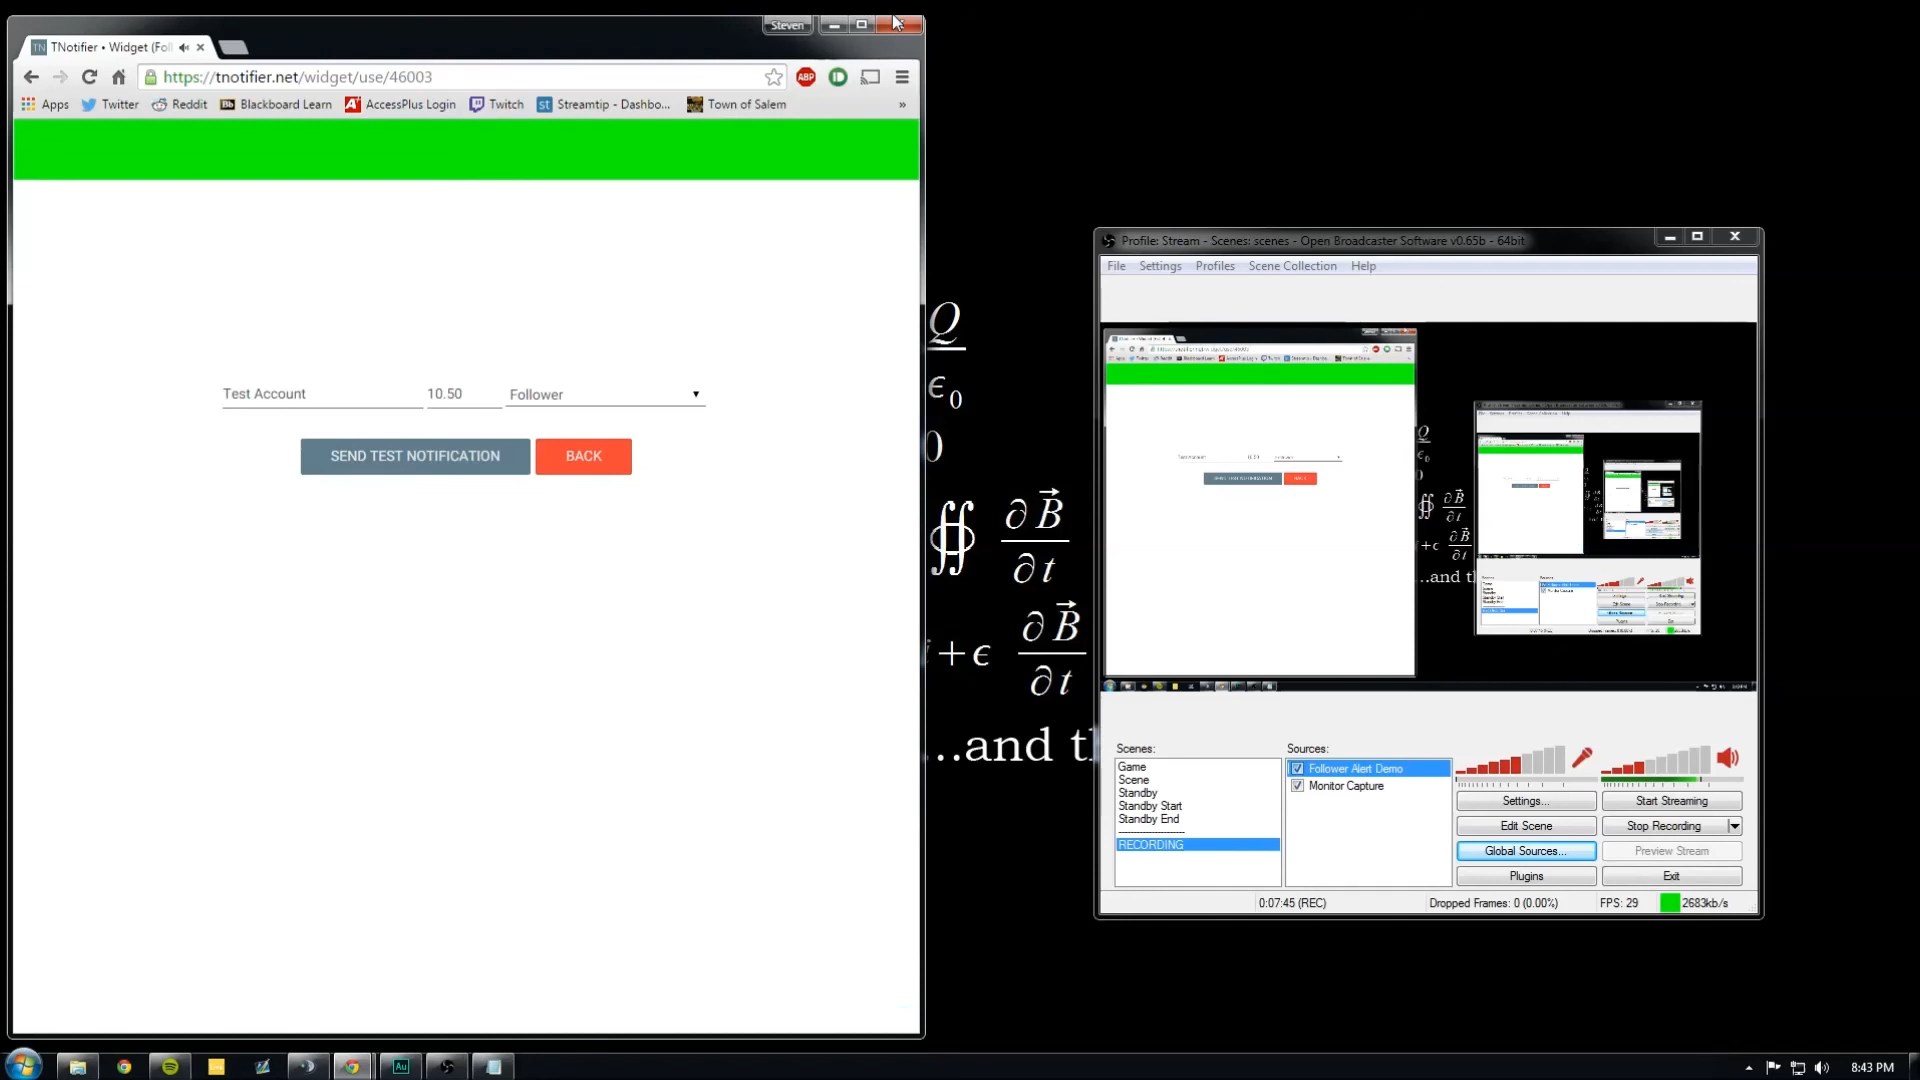 Steven
TNotifier • Widget (Fol
https://tnotifier.net/widget/use/46003
ABP
Apps Twitter Reddit Bb Blackboard Learn AccessPlus Login Twitch st Streamtip - Dashbo... Town of Salem »
Test Account 10.50 Follower
SEND TEST NOTIFICATION BACK
Q
ϵ0
∯ ∂B⃗
∂t
+ϵ ∂B⃗
∂t
...and t
Profile: Stream - Scenes: scenes - Open Broadcaster Software v0.65b - 64bit
File Settings Profiles Scene Collection Help
Scenes:
Game
Scene
Standby
Standby Start
Standby End
----------------------
RECORDING
Sources:
Follower Alert Demo
Monitor Capture
Settings... Start Streaming
Edit Scene Stop Recording
Global Sources... Preview Stream
Plugins Exit
0:07:45 (REC) Dropped Frames: 0 (0.00%) FPS: 29 2683kb/s
Au
8:43 PM